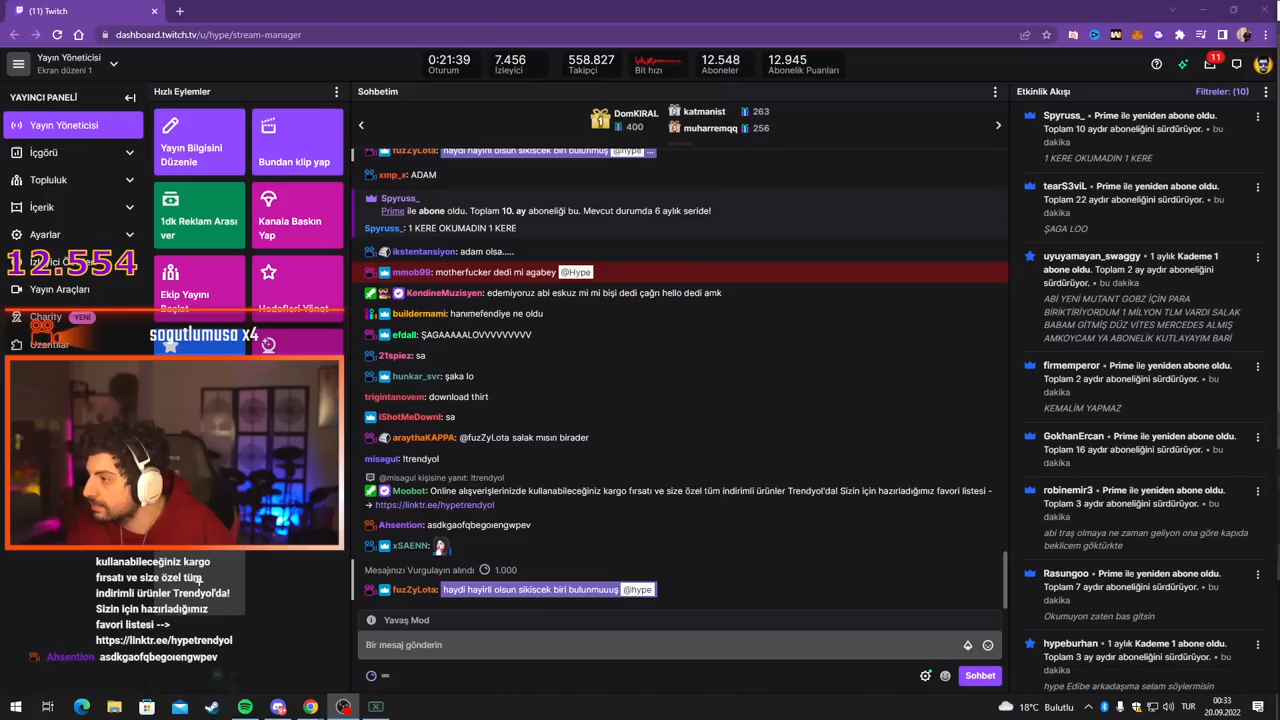 (11) Twitch
dashboard.twitch.tv/u/hype/stream-manager
Yayın Yöneticisi
Ekran düzeni 1
0:21:39
Oturum
7.456
İzleyici
558.827
Takipçi
Bit hızı
12.548
Aboneler
12.945
Abonelik Puanları
11
YAYINCI PANELİ
Yayın Yöneticisi
İçgörü
Topluluk
İçerik
Ayarlar
12.554
Yayın Araçları
Charity YENİ
sogutlumusa x4
Uzantılar
Hızlı Eylemler
Yayın Bilgisini
Düzenle
Bundan klip yap
1dk Reklam Arası
ver
Kanala Baskın
Yap
Ekip Yayını
Başlat
Hedefleri Yönet
kullanabileceğiniz kargo
fırsatı ve size özel tüm
indirimli ürünler Trendyol'da!
Sizin için hazırladığımız
favori listesi -->
https://linktr.ee/hypetrendyol
Ahsention asdkgaofqbegoıengwpev
Sohbetim
1
DomKIRAL
400
katmanist 263
muharremqq 256
fuzZyLota: haydi hayirli olsun sikiscek biri bulunmuş @hype ...
xmp_x: ADAM
Spyruss_
Prime ile abone oldu. Toplam 10. ay aboneliği bu. Mevcut durumda 6 aylık seride!
Spyruss_: 1 KERE OKUMADIN 1 KERE
ikstentansiyon: adam olsa.....
mmob99: motherfucker dedi mi agabey @Hype
KendineMuzisyen: edemiyoruz abi eskuz mi mi bişi dedi çağrı hello dedi amk
buildermami: hanımefendiye ne oldu
efdall: ŞAGAAAAALOVVVVVVVVV
21spiez: sa
hunkar_svr: şaka lo
trigintanovem: download thirt
IShotMeDownI: sa
araythaKAPPA: @fuzZyLota salak mısın birader
misagul: !trendyol
@misagul kişisine yanıt: !trendyol
Moobot: Online alışverişlerinizde kullanabileceğiniz kargo fırsatı ve size özel tüm indirimli ürünler Trendyol'da! Sizin için hazırladığımız favori listesi -
-> https://linktr.ee/hypetrendyol
Ahsention: asdkgaofqbegoıengwpev
xSAENN:
Mesajınızı Vurgulayın alındı 1.000
fuzZyLota: haydi hayirli olsun sikiscek biri bulunmuuuş @hype
Yavaş Mod
Bir mesaj gönderin
∞
Sohbet
Etkinlik Akışı
Filtreler: (10)
Spyruss_ • Prime ile yeniden abone oldu.
Toplam 10 aydır aboneliğini sürdürüyor. • bu
dakika
1 KERE OKUMADIN 1 KERE
tearS3viL • Prime ile yeniden abone oldu.
Toplam 22 aydır aboneliğini sürdürüyor. • bu
dakika
ŞAGA LOO
uyuyamayan_swaggy • 1 aylık Kademe 1
abone oldu. Toplam 2 ay aydır aboneliğini
sürdürüyor. • bu dakika
ABİ YENİ MUTANT GOBZ İÇİN PARA
BİRİKTİRİYORDUM 1 MİLYON TLM VARDI SALAK
BABAM GİTMİŞ DÜZ VİTES MERCEDES ALMIŞ
AMKOYCAM YA ABONELİK KUTLAYAYIM BARİ
firmemperor • Prime ile yeniden abone oldu.
Toplam 2 aydır aboneliğini sürdürüyor. • bu
dakika
KEMALİM YAPMAZ
GokhanErcan • Prime ile yeniden abone oldu.
Toplam 16 aydır aboneliğini sürdürüyor. • bu
dakika
robinemir3 • Prime ile yeniden abone oldu.
Toplam 3 aydır aboneliğini sürdürüyor. • bu
dakika
abi traş olmaya ne zaman geliyon ona göre kapıda
beklicem göktürkte
Rasungoo • Prime ile yeniden abone oldu.
Toplam 7 aydır aboneliğini sürdürüyor. • bu
dakika
Okumuyon zaten bas gitsin
hypeburhan • 1 aylık Kademe 1 abone oldu.
Toplam 3 ay aydır aboneliğini sürdürüyor. • bu
dakika
hype Edibe arkadaşıma selam söylermisin
18°C Bulutlu
TUR
00:33
20.09.2022